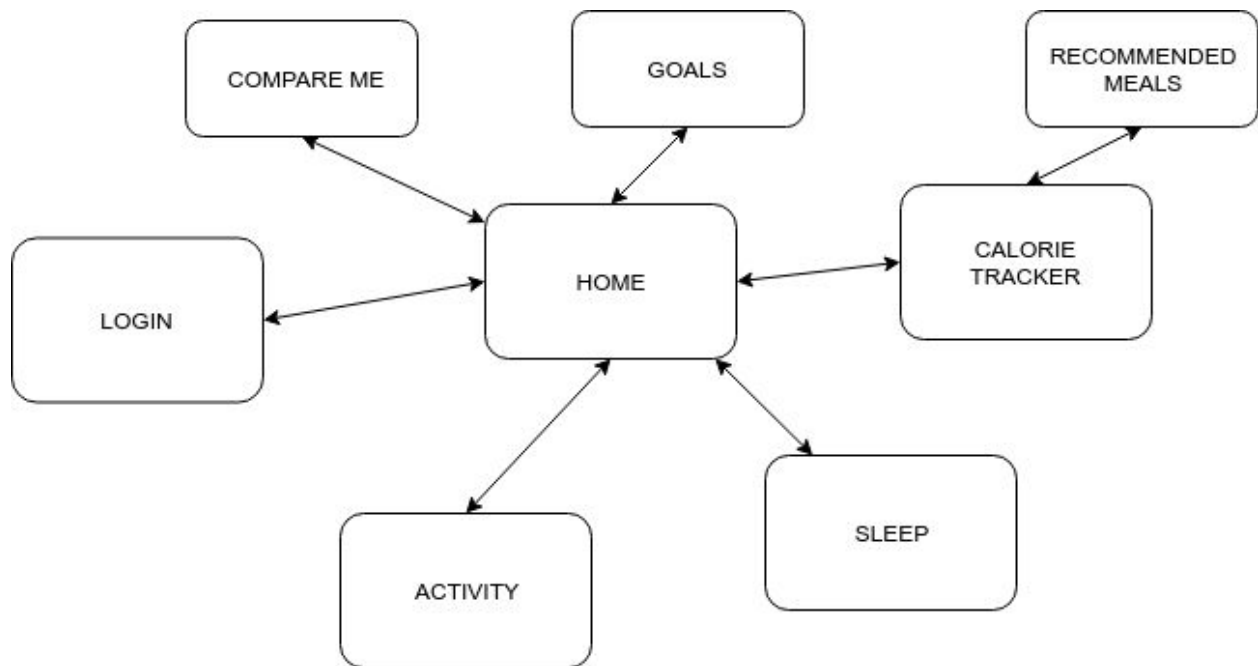 COMPARE ME
GOALS
RECOMMENDED
MEALS
LOGIN
HOME
CALORIE
TRACKER
ACTIVITY
SLEEP